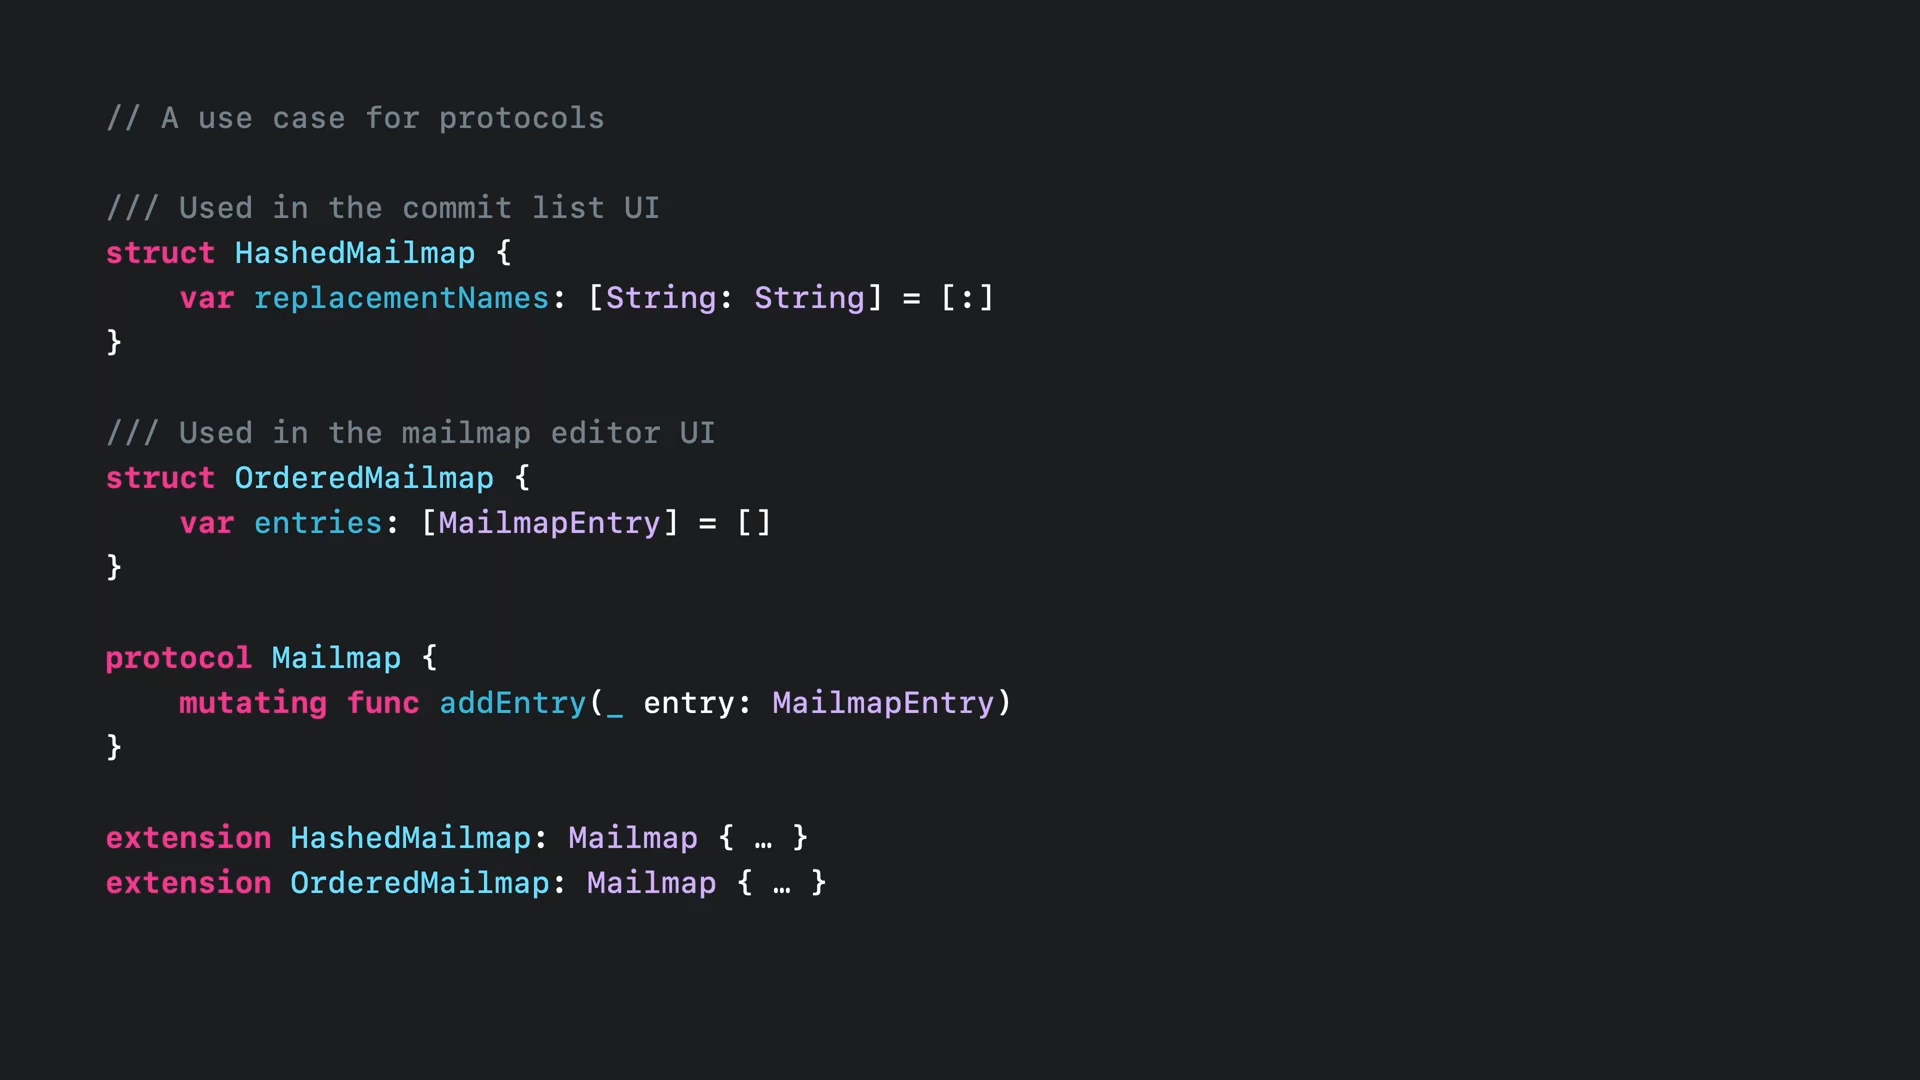 // A use case for protocols
/// Used in the commit list UI
struct HashedMailmap {
    var replacementNames: [String: String] = [:]
}
/// Used in the mailmap editor UI
struct OrderedMailmap {
    var entries: [MailmapEntry] = []
}
protocol Mailmap {
    mutating func addEntry(_ entry: MailmapEntry)
}
extension HashedMailmap: Mailmap { … }
extension OrderedMailmap: Mailmap { … }